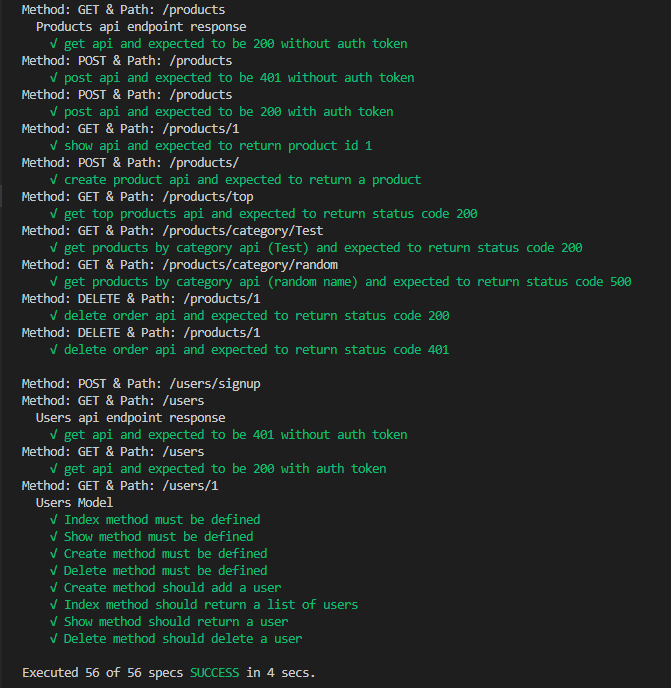 Method: GET & Path: /products
Products api endpoint response
√ get api and expected to be 200 without auth token
Method: POST & Path: /products
√ post api and expected to be 401 without auth token
Method: POST & Path: /products
√ post api and expected to be 200 with auth token
Method: GET & Path: /products/1
√ show api and expected to return product id 1
Method: POST & Path: /products/
√ create product api and expected to return a product
Method: GET & Path: /products/top
√ get top products api and expected to return status code 200
Method: GET & Path: /products/category/Test
√ get products by category api (Test) and expected to return status code 200
Method: GET & Path: /products/category/random
√ get products by category api (random name) and expected to return status code 500
Method: DELETE & Path: /products/1
√ delete order api and expected to return status code 200
Method: DELETE & Path: /products/1
√ delete order api and expected to return status code 401
Method: POST & Path: /users/signup
Method: GET & Path: /users
Users api endpoint response
√ get api and expected to be 401 without auth token
Method: GET & Path: /users
√ get api and expected to be 200 with auth token
Method: GET & Path: /users/1
Users Model
√ Index method must be defined
√ Show method must be defined
√ Create method must be defined
√ Delete method must be defined
√ Create method should add a user
√ Index method should return a list of users
√ Show method should return a user
√ Delete method should delete a user
Executed 56 of 56 specs SUCCESS in 4 secs.